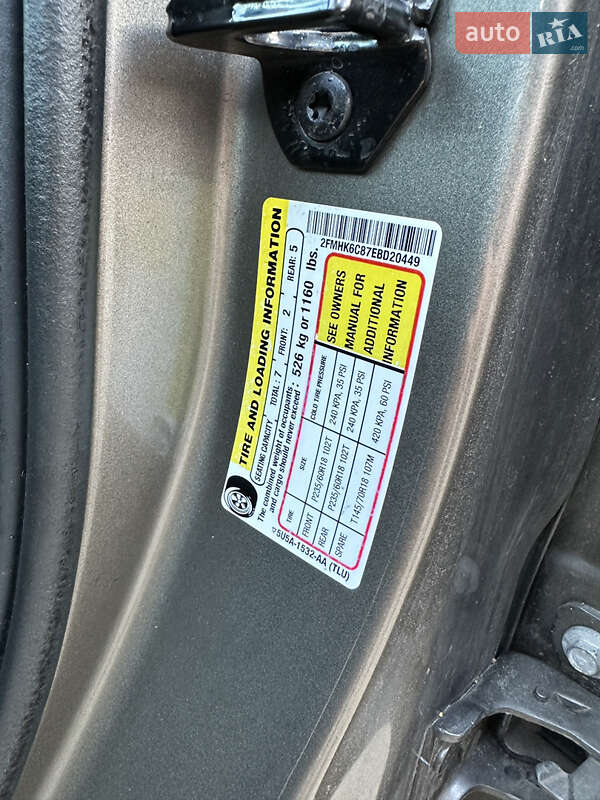 auto RIA .com
2FMHK6C87EBD20449
TIRE AND LOADING INFORMATION
SEATING CAPACITY TOTAL: 7 FRONT: 2 REAR: 5
The combined weight of occupants and cargo should never exceed: 526 kg or 1160 lbs.
TIRE SIZE COLD TIRE PRESSURE
FRONT P235/60R18 102T 240 KPA, 35 PSI
REAR P235/60R18 102T 240 KPA, 35 PSI
SPARE T145/70R18 107M 420 KPA, 60 PSI
SEE OWNERS
MANUAL FOR
ADDITIONAL
INFORMATION
5U5A-1532-AA (TLU)